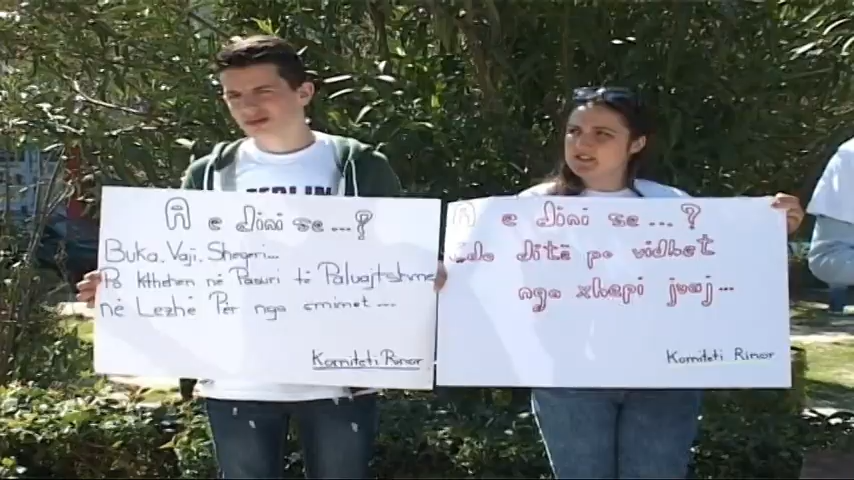 A e dini se...?
Buka, Vaji, Sheqeri...
Po kthehen në Pasuri të Paluajtshme
në Lezhë Për nga çmimet...
Komiteti Rinor
A e dini se...?
çdo ditë po vidhet
nga xhepi juaj...
Komiteti Rinor